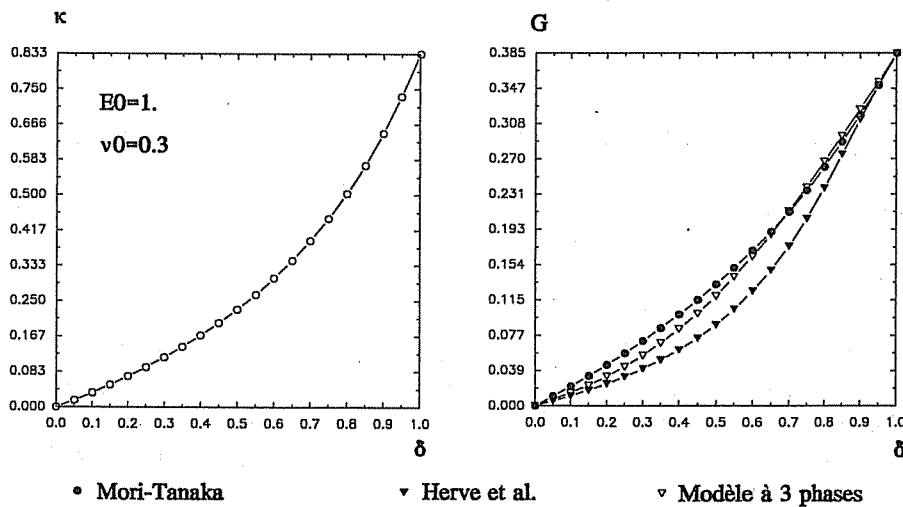 κ
0.833
0.750
0.666
0.583
0.500
0.417
0.333
0.250
0.167
0.083
0.000
E0=1.
ν0=0.3
0.0 0.1 0.2 0.3 0.4 0.5 0.6 0.7 0.8 0.9 1.0
δ
G
0.385
0.347
0.308
0.270
0.231
0.193
0.154
0.115
0.077
0.039
0.000
0.0 0.1 0.2 0.3 0.4 0.5 0.6 0.7 0.8 0.9 1.0
δ
Mori-Tanaka
Herve et al.
Modèle à 3 phases